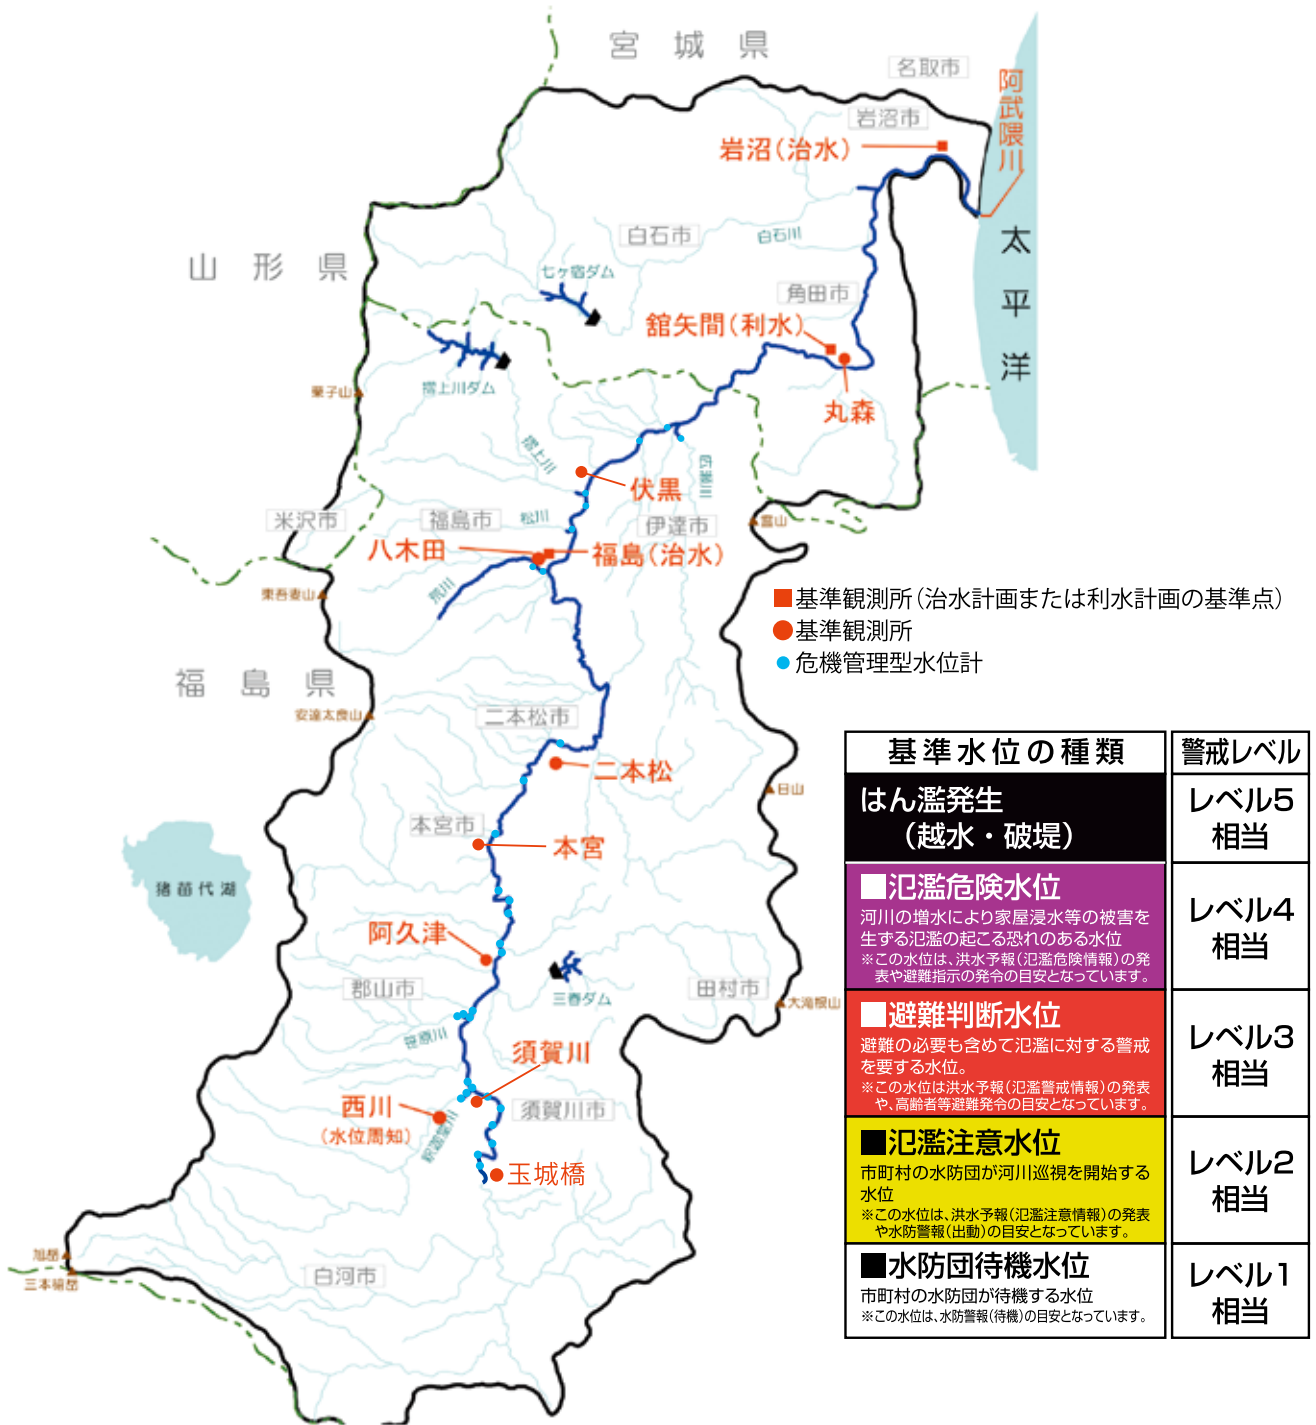 宮城県
名取市
阿武隈川
岩沼市
岩沼(治水)
太平洋
白石市
白石川
山形県
七ヶ宿ダム
角田市
舘矢間(利水)
摺上川ダム
栗子山
丸森
摺上川
広瀬川
伏黒
米沢市
福島市
松川
伊達市
霊山
八木田
福島(治水)
荒川
東吾妻山
■基準観測所(治水計画または利水計画の基準点)
●基準観測所
●危機管理型水位計
福島県
安達太良山
二本松市
二本松
日山
本宮市
本宮
猪苗代湖
阿久津
郡山市
三春ダム
田村市
大滝根山
笹原川
須賀川
西川
(水位周知)
釈迦堂川
須賀川市
玉城橋
旭岳
三本槍岳
白河市
基準水位の種類
警戒レベル
はん濫発生
(越水・破堤)
レベル5
相当
■氾濫危険水位
河川の増水により家屋浸水等の被害を
生ずる氾濫の起こる恐れのある水位
※この水位は、洪水予報(氾濫危険情報)の発
表や避難指示の発令の目安となっています。
レベル4
相当
■避難判断水位
避難の必要も含めて氾濫に対する警戒
を要する水位。
※この水位は洪水予報(氾濫警戒情報)の発表
や、高齢者等避難発令の目安となっています。
レベル3
相当
■氾濫注意水位
市町村の水防団が河川巡視を開始する
水位
※この水位は、洪水予報(氾濫注意情報)の発表
や水防警報(出動)の目安となっています。
レベル2
相当
■水防団待機水位
市町村の水防団が待機する水位
※この水位は、水防警報(待機)の目安となっています。
レベル1
相当